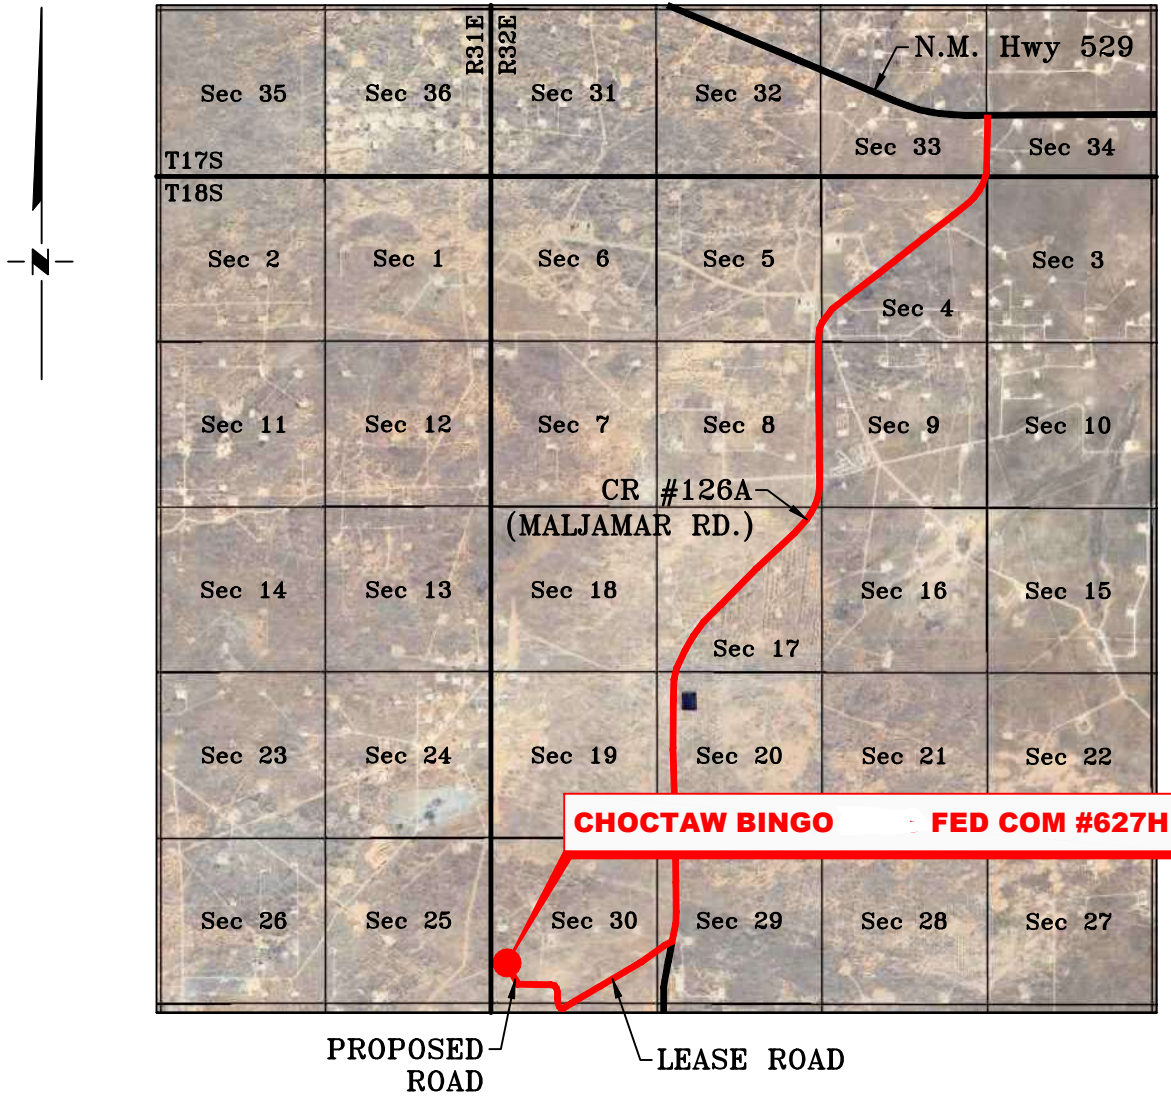 R31E
R32E
N.M. Hwy 529
Sec 35
Sec 36
Sec 31
Sec 32
Sec 33
Sec 34
T17S
T18S
Sec 2
Sec 1
Sec 6
Sec 5
Sec 4
Sec 3
N
Sec 11
Sec 12
Sec 7
Sec 8
Sec 9
Sec 10
CR #126A
(MALJAMAR RD.)
Sec 14
Sec 13
Sec 18
Sec 17
Sec 16
Sec 15
Sec 23
Sec 24
Sec 19
Sec 20
Sec 21
Sec 22
CHOCTAW BINGO FED COM #627H
Sec 26
Sec 25
Sec 30
Sec 29
Sec 28
Sec 27
PROPOSED
ROAD
LEASE ROAD